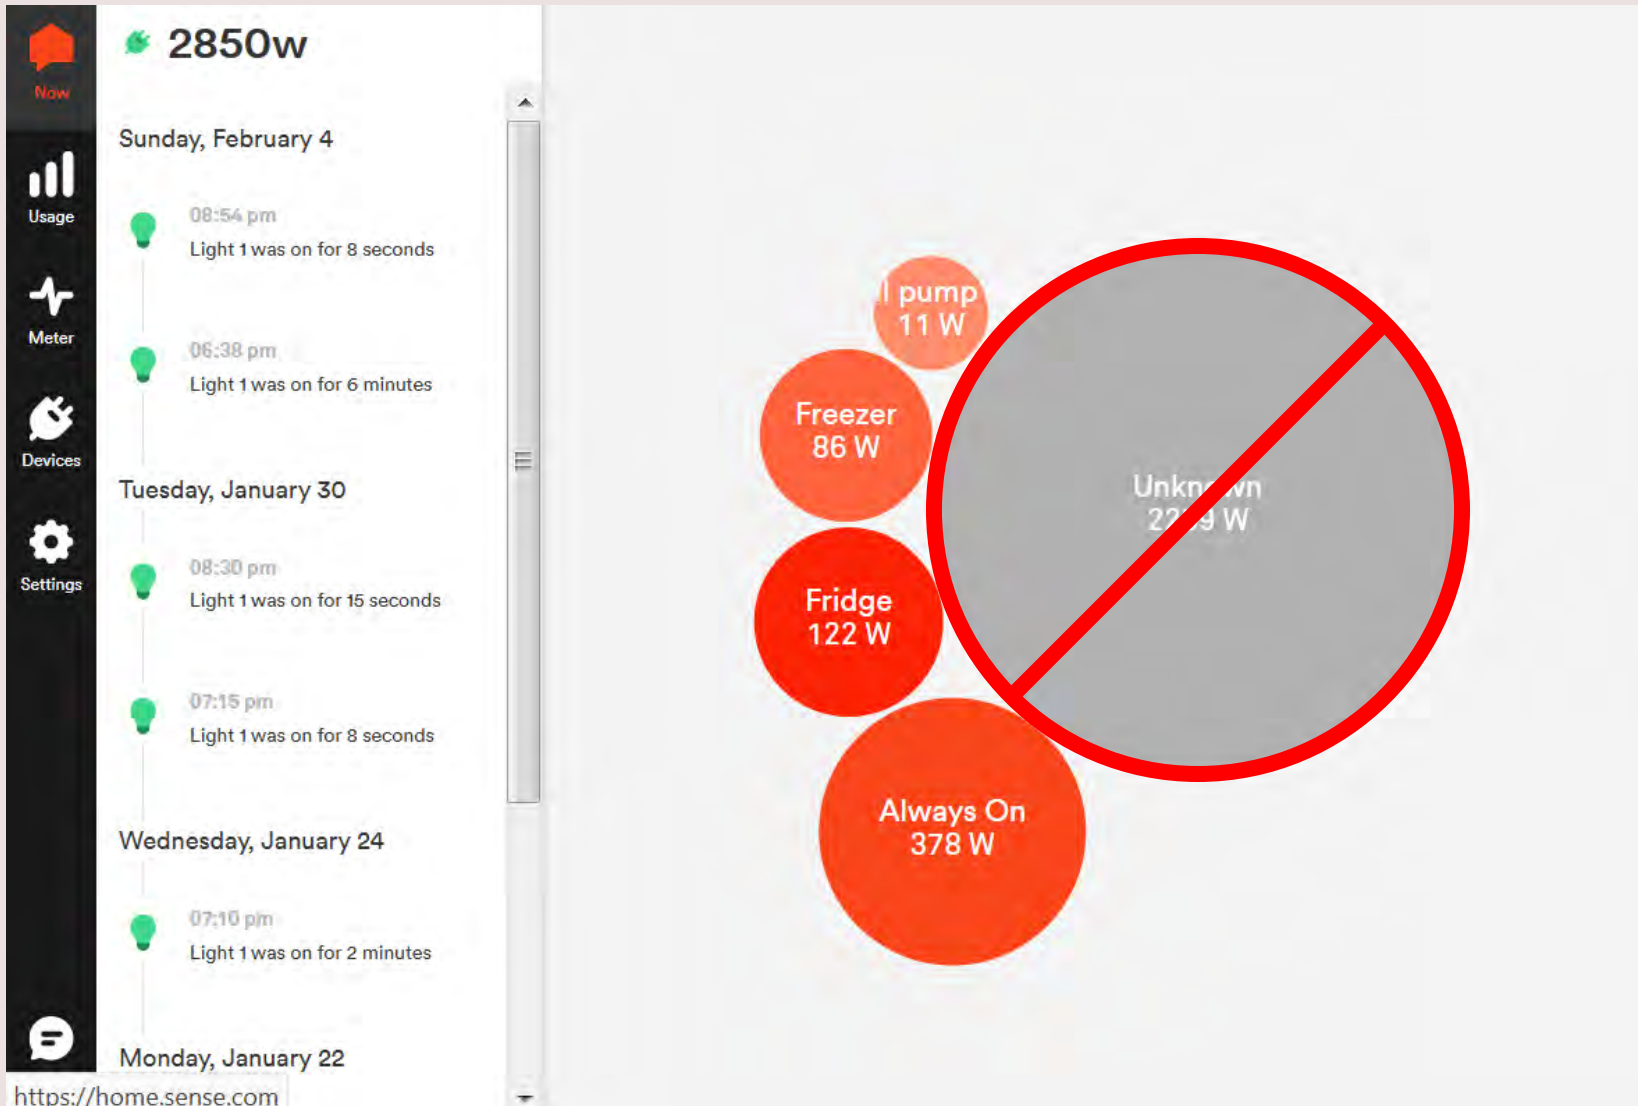 Now
Usage
Meter
Devices
Settings
2850w
Sunday, February 4
08:54 pm
Light 1 was on for 8 seconds
06:38 pm
Light 1 was on for 6 minutes
Tuesday, January 30
08:30 pm
Light 1 was on for 15 seconds
07:15 pm
Light 1 was on for 8 seconds
Wednesday, January 24
07:10 pm
Light 1 was on for 2 minutes
Monday, January 22
https://home.sense.com
l pump
11 W
Freezer
86 W
Fridge
122 W
Always On
378 W
Unknown
W